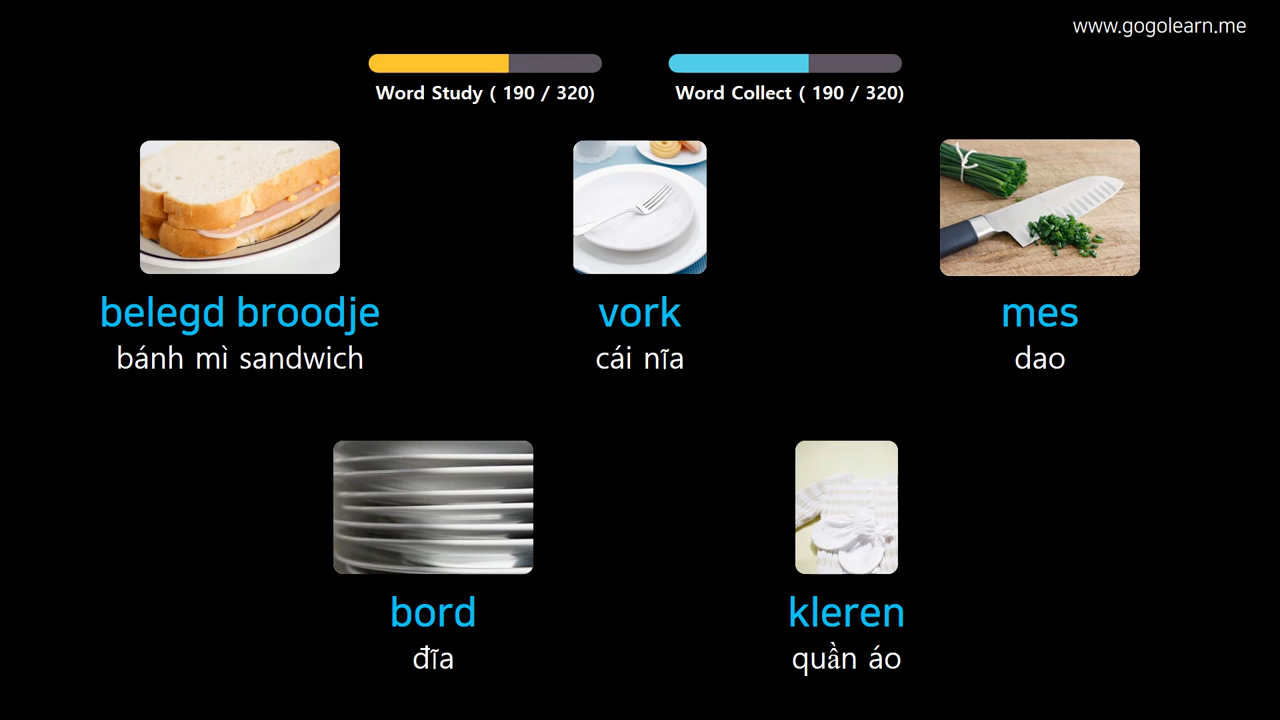 www.gogolearn.me
Word Study ( 190 / 320)
Word Collect ( 190 / 320)
belegd broodje
bánh mì sandwich
vork
cái nĩa
mes
dao
bord
đĩa
kleren
quần áo